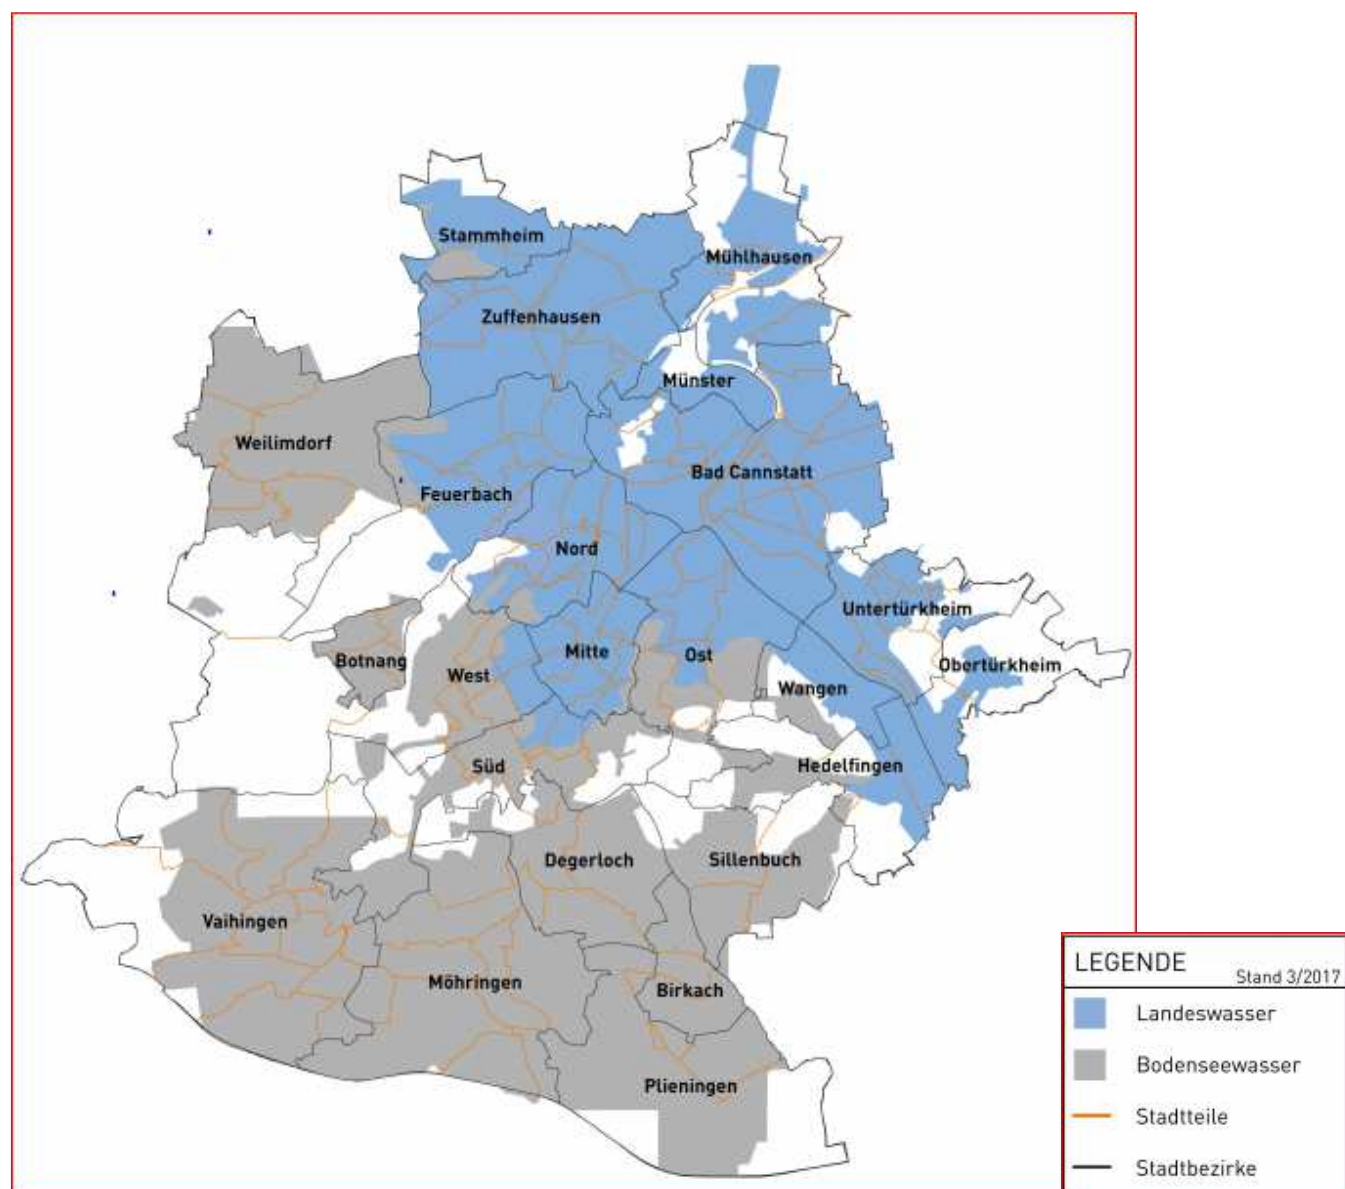 Stammheim
Mühlhausen
Zuffenhausen
Münster
Weilimdorf
Bad Cannstatt
Feuerbach
Nord
Untertürkheim
Botnang
West
Mitte
Ost
Obertürkheim
Wangen
Süd
Hedelfingen
Degerloch
Sillenbuch
Vaihingen
Möhringen
Birkach
Plieningen
LEGENDE
Stand 3/2017
Landeswasser
Bodenseewasser
Stadtteile
Stadtbezirke